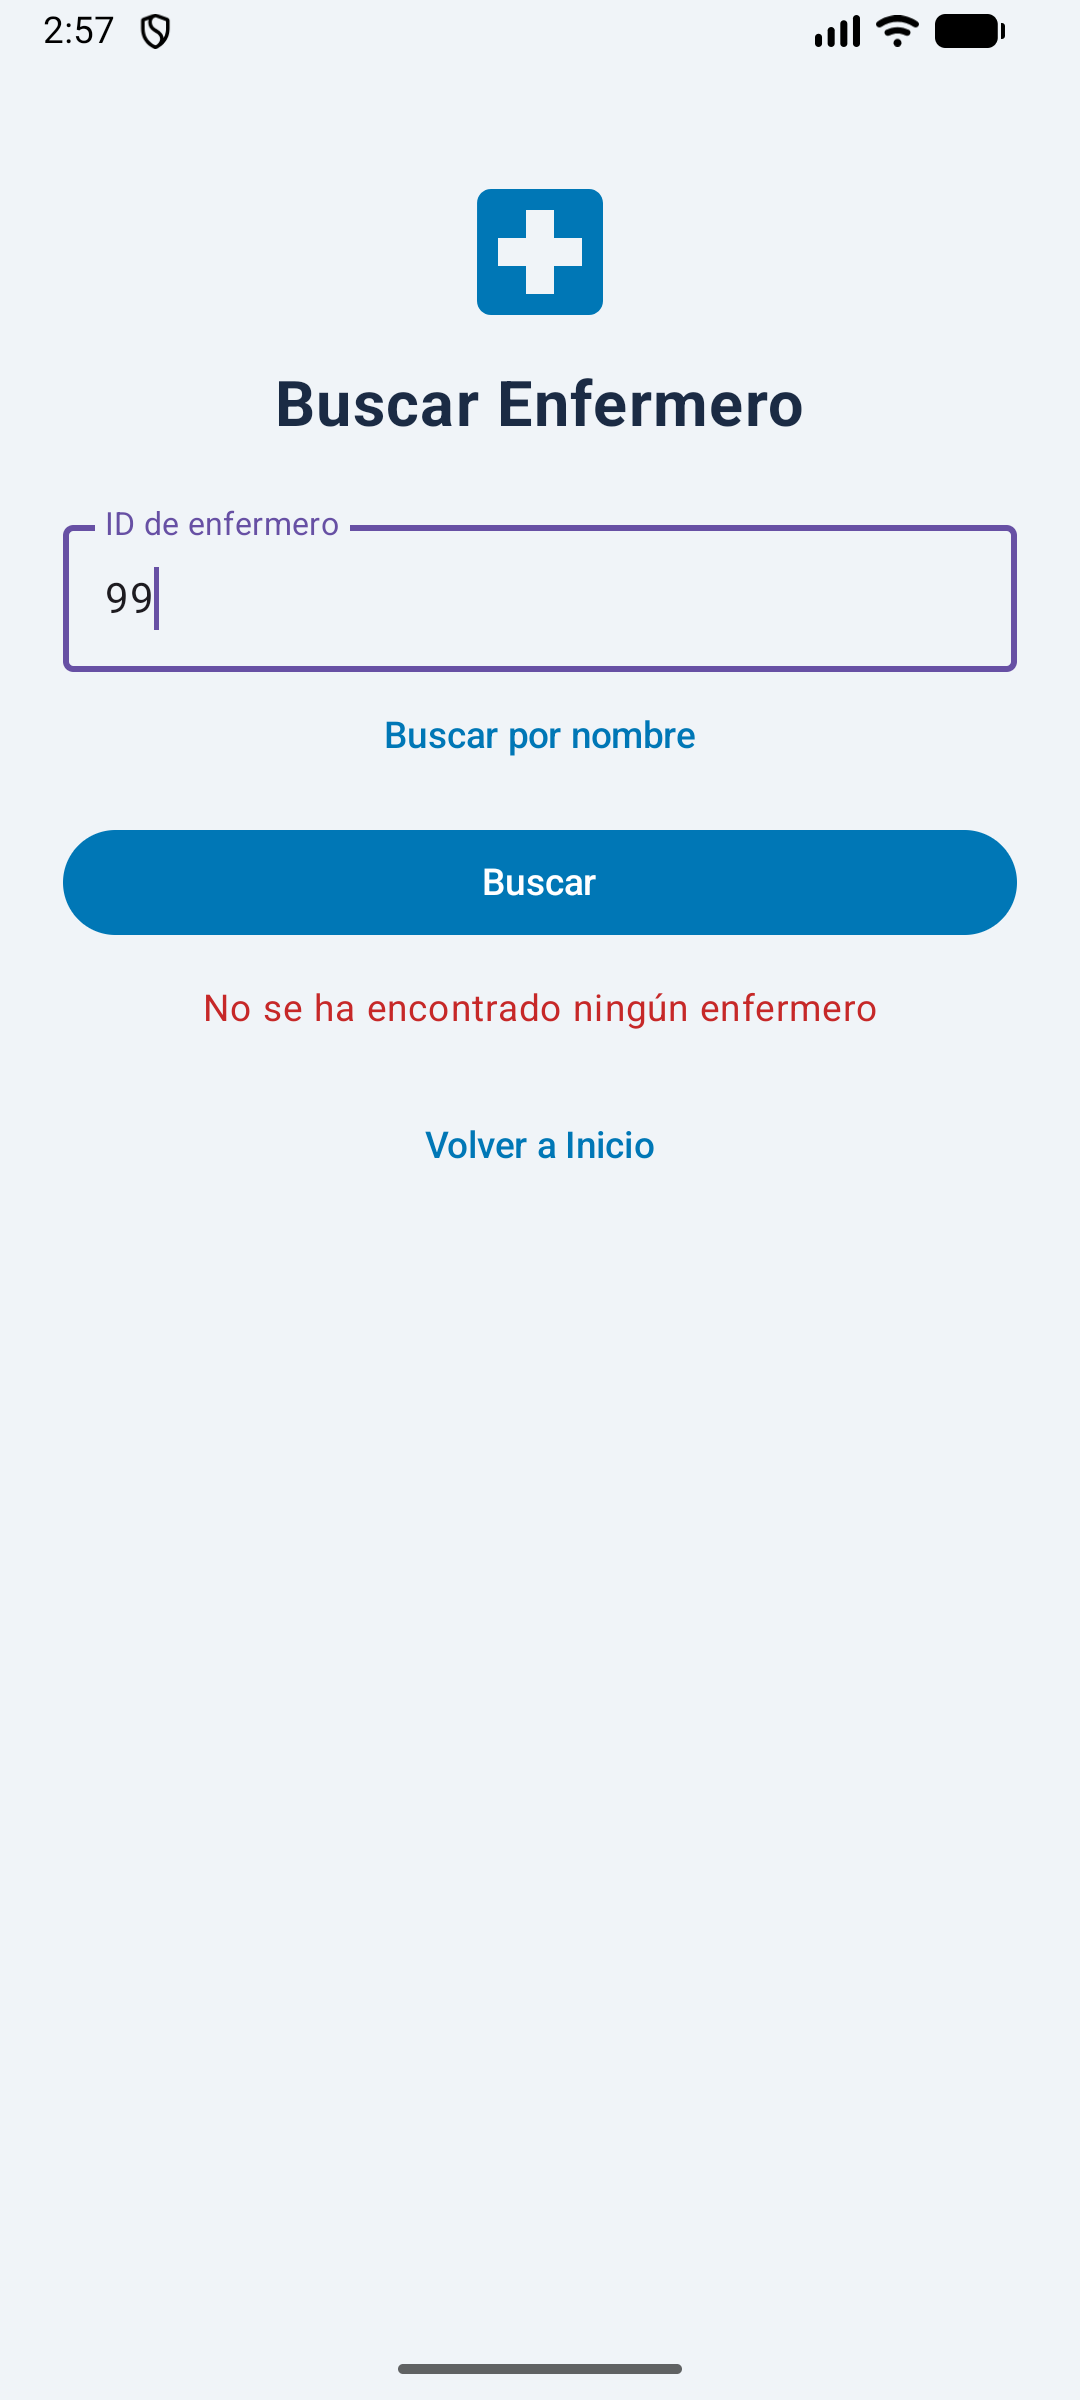 2:57
Buscar Enfermero
ID de enfermero
99
Buscar por nombre
Buscar
No se ha encontrado ningún enfermero
Volver a Inicio